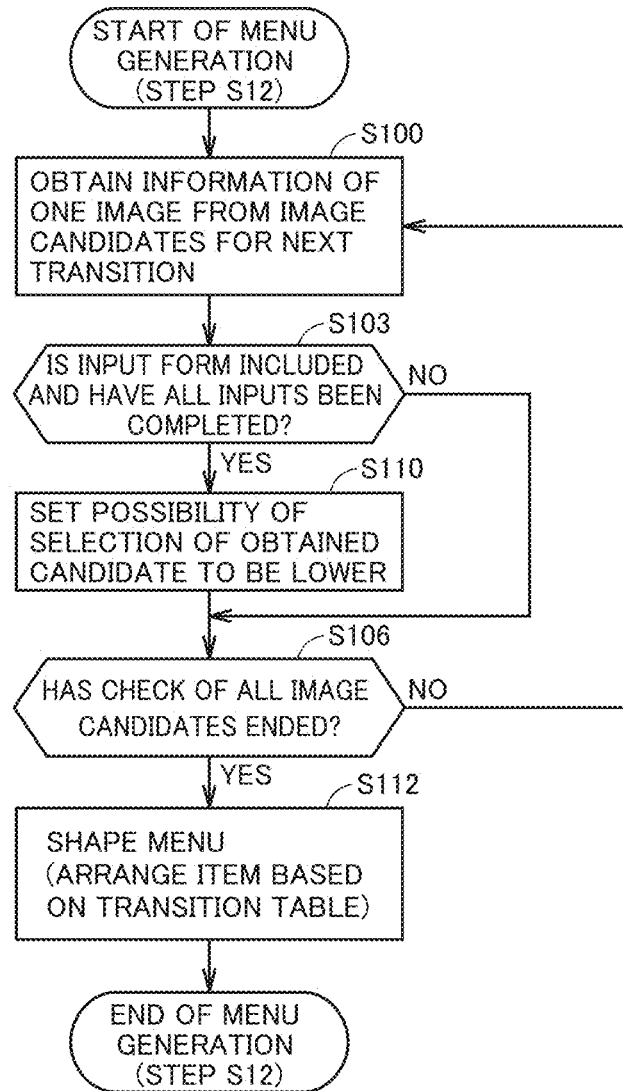 START OF MENU
GENERATION
(STEP S12)
S100
OBTAIN INFORMATION OF
ONE IMAGE FROM IMAGE
CANDIDATES FOR NEXT
TRANSITION
S103
IS INPUT FORM INCLUDED
AND HAVE ALL INPUTS BEEN
COMPLETED?
NO
YES
S110
SET POSSIBILITY OF
SELECTION OF OBTAINED
CANDIDATE TO BE LOWER
S106
HAS CHECK OF ALL IMAGE
CANDIDATES ENDED?
NO
YES
S112
SHAPE MENU
(ARRANGE ITEM BASED
ON TRANSITION TABLE)
END OF MENU
GENERATION
(STEP S12)